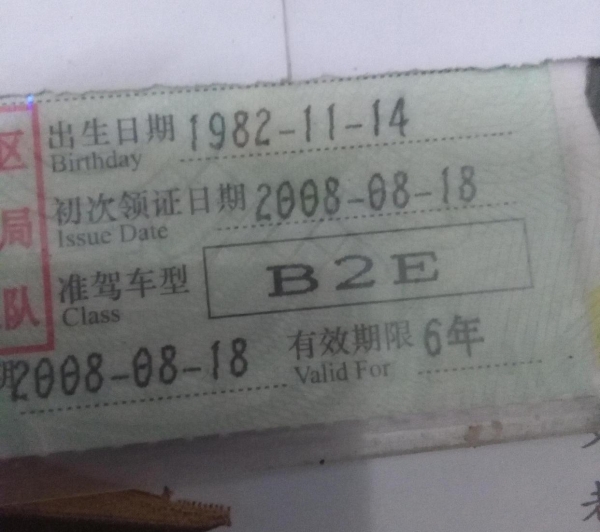 出生日期 1982-11-14
Birthday
区
初次领证日期 2008-08-18
Issue Date
局
准驾车型 B2E
Class
队
期 2008-08-18 有效期限 6年
Valid For